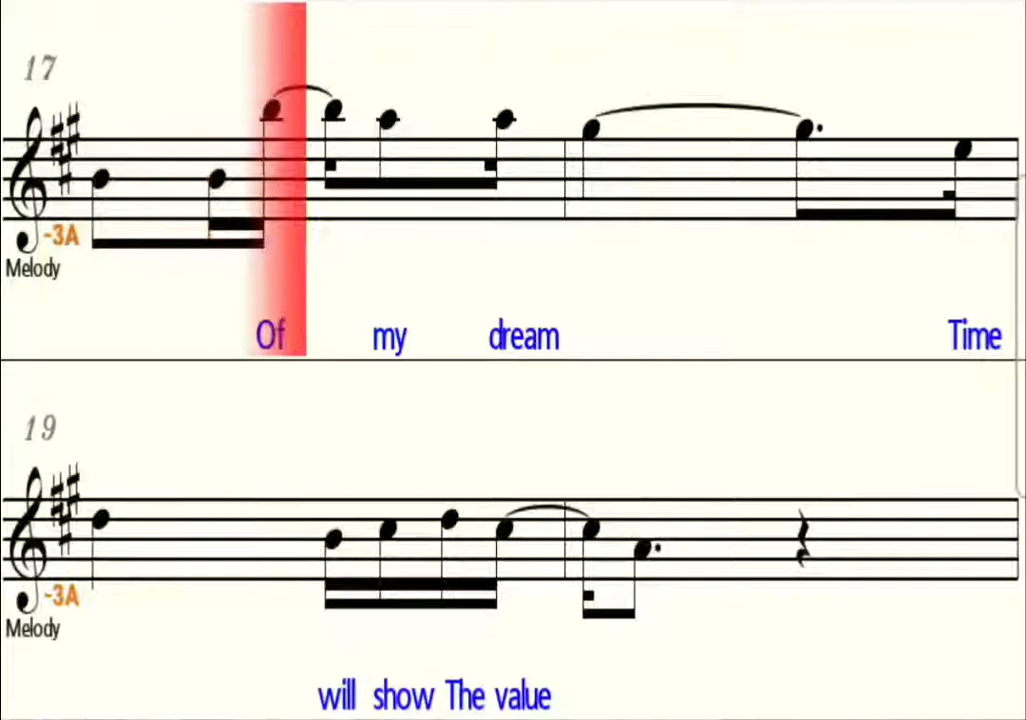 17
-3A
Melody
Of my dream Time
19
-3A
Melody
will show The value